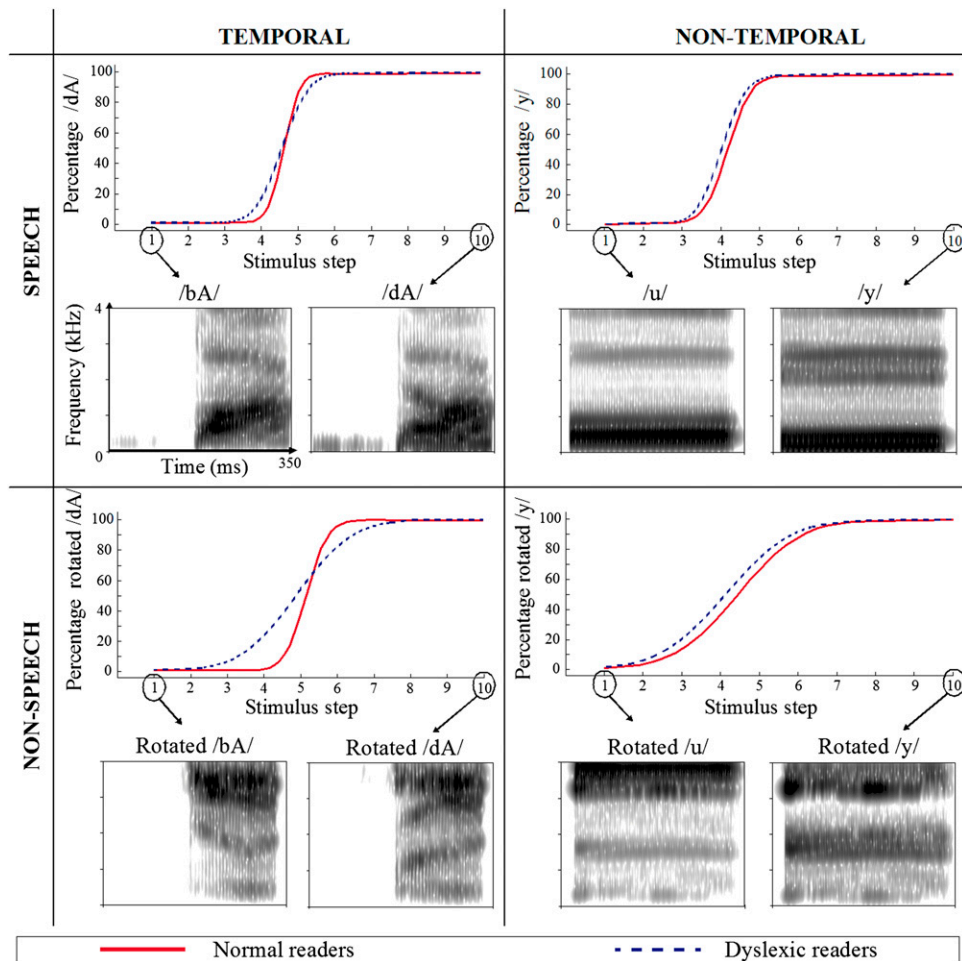 TEMPORAL
NON-TEMPORAL
SPEECH
Percentage /dA/
100
80
60
40
20
0
1 2 3 4 5 6 7 8 9 10
Stimulus step
/bA/
/dA/
Frequency (kHz)
4
0
Time (ms)
350
Percentage /y/
100
80
60
40
20
0
1 2 3 4 5 6 7 8 9 10
Stimulus step
/u/
/y/
NON-SPEECH
Percentage rotated /dA/
100
80
60
40
20
0
1 2 3 4 5 6 7 8 9 10
Stimulus step
Rotated /bA/
Rotated /dA/
Percentage rotated /y/
100
80
60
40
20
0
1 2 3 4 5 6 7 8 9 10
Stimulus step
Rotated /u/
Rotated /y/
Normal readers
Dyslexic readers